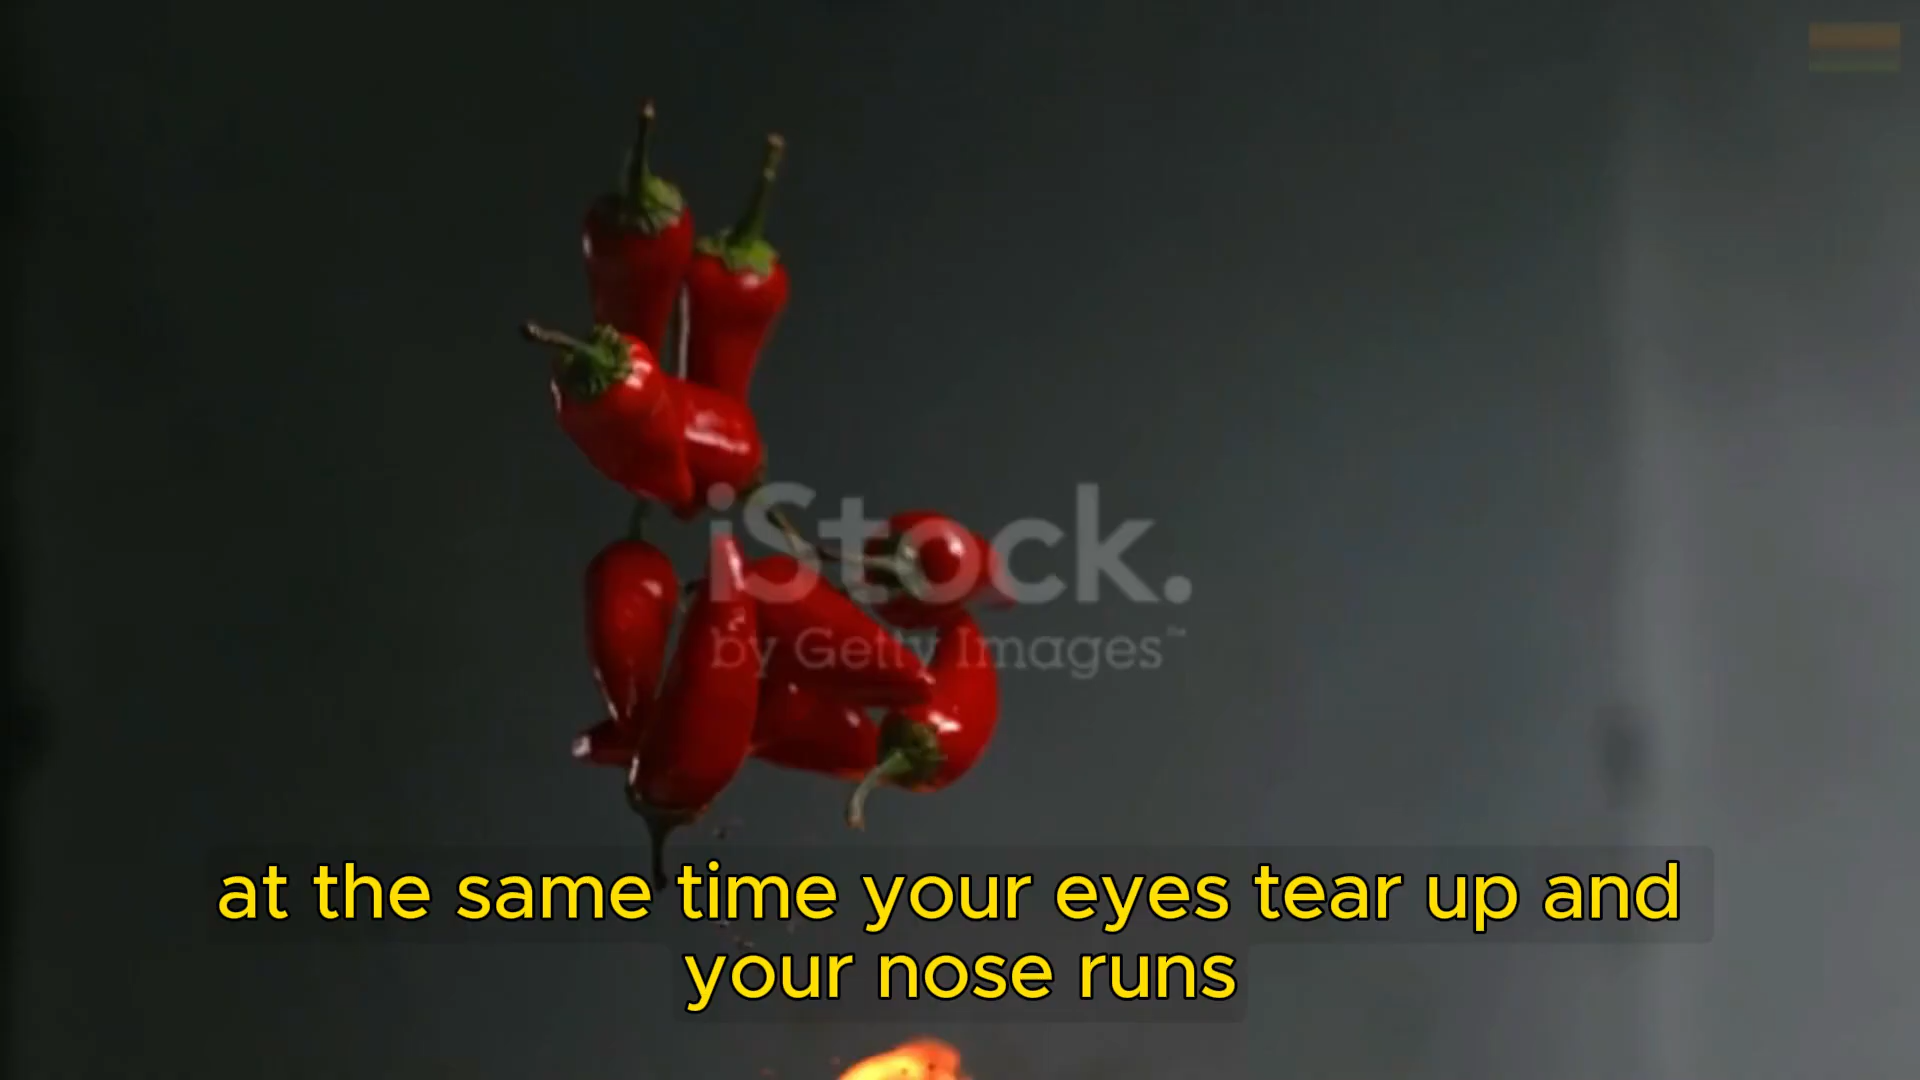 iStock.
by Getty Images™
at the same time your eyes tear up and
your nose runs